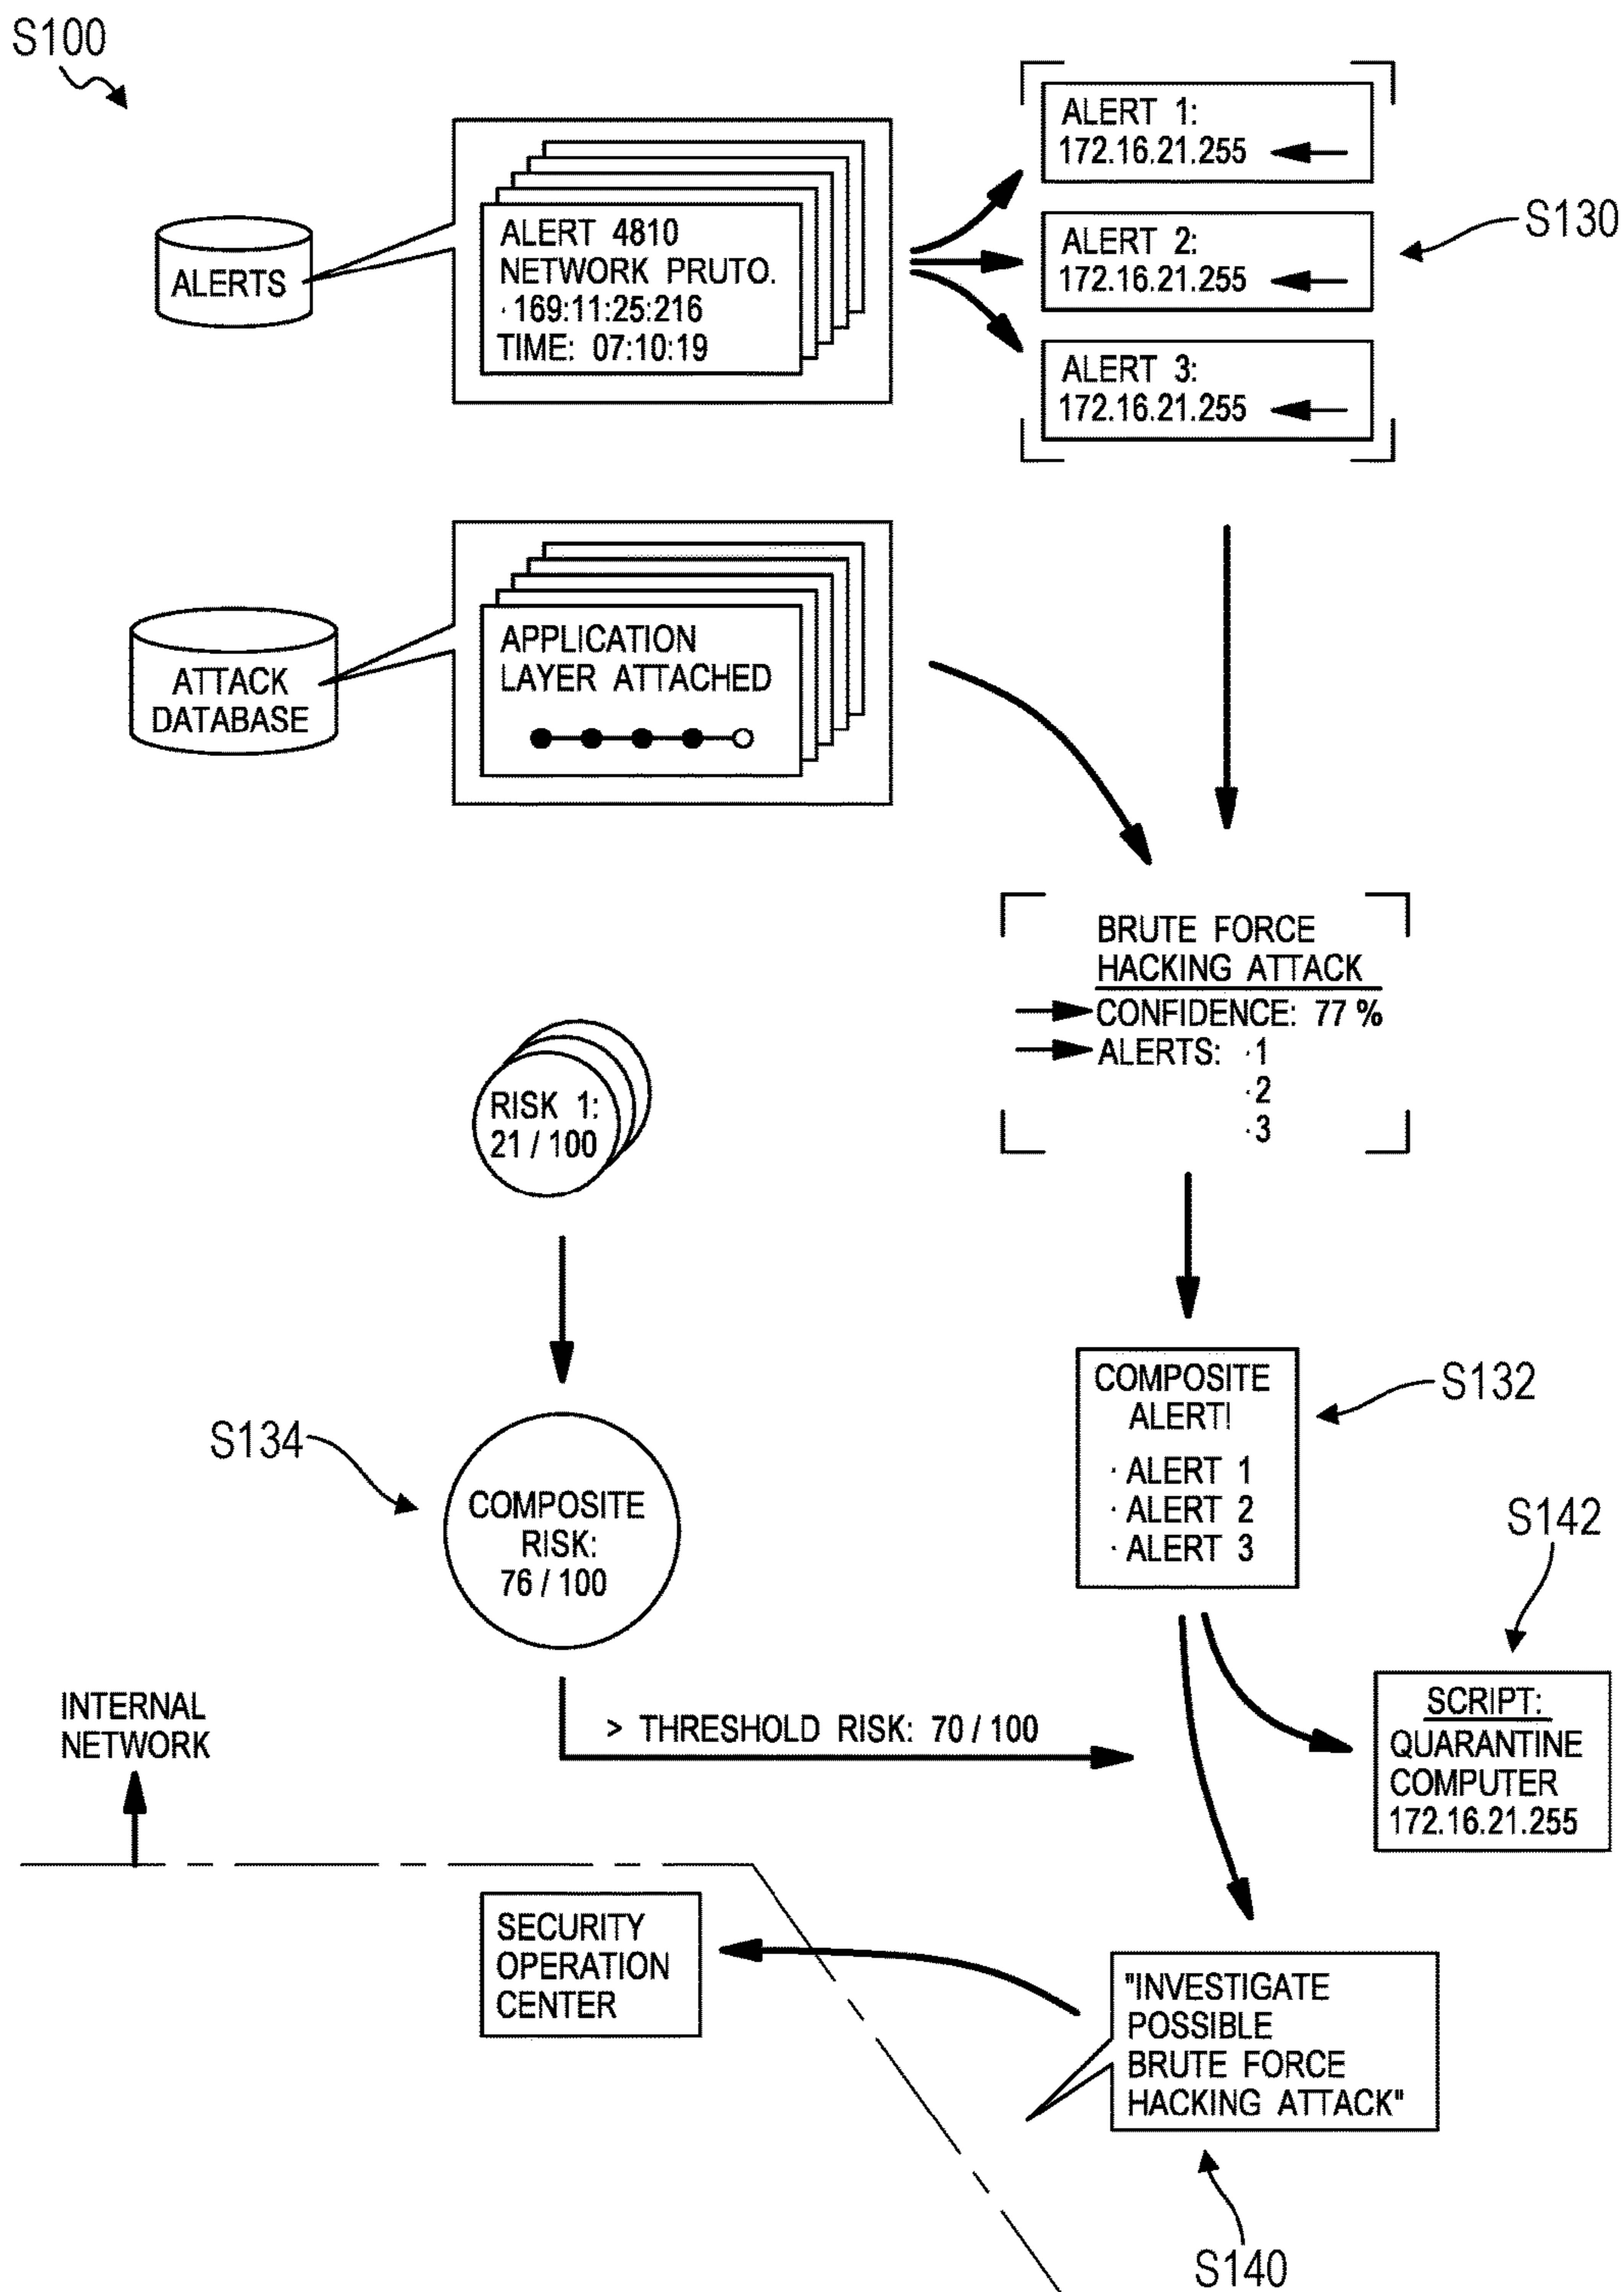 S100
ALERTS
ALERT 4810
NETWORK PRUTO.
· 169:11:25:216
TIME: 07:10:19
ALERT 1:
172.16.21.255
ALERT 2:
172.16.21.255
ALERT 3:
172.16.21.255
S130
ATTACK
DATABASE
APPLICATION
LAYER ATTACHED
BRUTE FORCE
HACKING ATTACK
CONFIDENCE: 77 %
ALERTS: ·1
·2
·3
RISK 1:
21 / 100
COMPOSITE
ALERT!
· ALERT 1
· ALERT 2
· ALERT 3
S132
S134
COMPOSITE
RISK:
76 / 100
S142
SCRIPT:
QUARANTINE
COMPUTER
172.16.21.255
> THRESHOLD RISK: 70 / 100
INTERNAL
NETWORK
SECURITY
OPERATION
CENTER
"INVESTIGATE
POSSIBLE
BRUTE FORCE
HACKING ATTACK"
S140